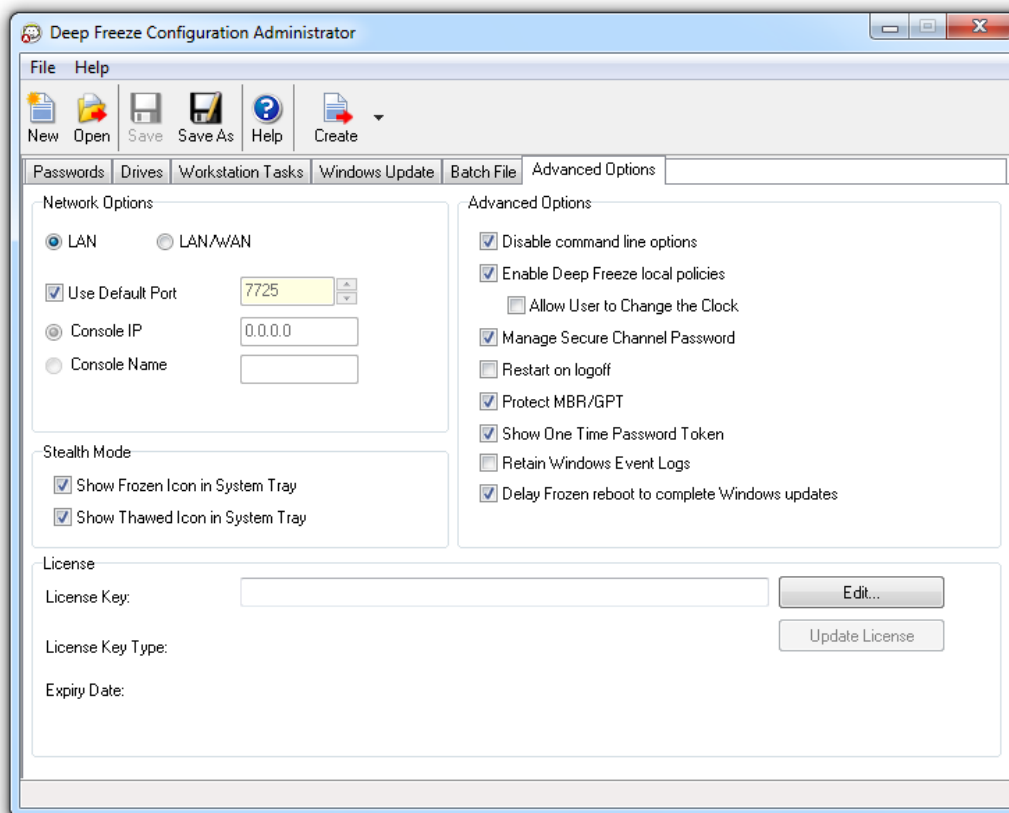 Deep Freeze Configuration Administrator
File Help
New Open Save Save As Help Create
Passwords Drives Workstation Tasks Windows Update Batch File Advanced Options
Network Options
LAN LAN/WAN
Use Default Port 7725
Console IP 0.0.0.0
Console Name
Stealth Mode
Show Frozen Icon in System Tray
Show Thawed Icon in System Tray
Advanced Options
Disable command line options
Enable Deep Freeze local policies
Allow User to Change the Clock
Manage Secure Channel Password
Restart on logoff
Protect MBR/GPT
Show One Time Password Token
Retain Windows Event Logs
Delay Frozen reboot to complete Windows updates
License
License Key: Edit...
Update License
License Key Type:
Expiry Date: